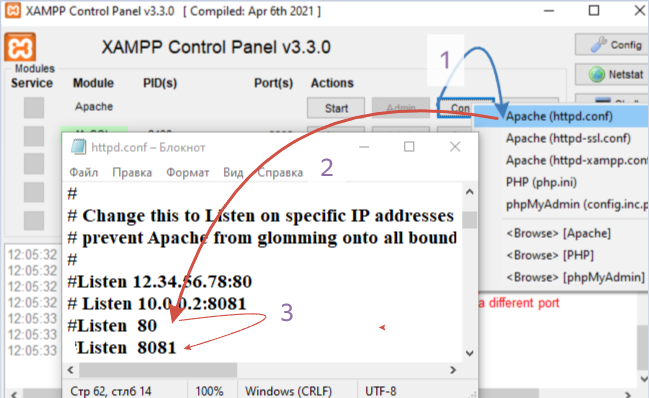 XAMPP Control Panel v3.3.0 [ Compiled: Apr 6th 2021 ]
XAMPP Control Panel v3.3.0
Config
Modules
Service Module PID(s) Port(s) Actions
Netstat
Apache Start Admin
1
Apache (httpd.conf)
Apache (httpd-ssl.conf)
Apache (httpd-xampp.con
PHP (php.ini)
phpMyAdmin (config.inc.p
<Browse> [Apache]
<Browse> [PHP]
<Browse> [phpMyAdmin]
httpd.conf – Блокнот
Файл Правка Формат Вид Справка
2
#
# Change this to Listen on specific IP addresses
# prevent Apache from glomming onto all bound
#
#Listen 12.34.56.78:80
# Listen 10.0.0.2:8081
#Listen 80
3
Listen 8081
Стр 62, стлб 14 100% Windows (CRLF) UTF-8
12:05:32
12:05:32
12:05:32
12:05:32
12:05:33
12:05:33
12:05:33
a different port